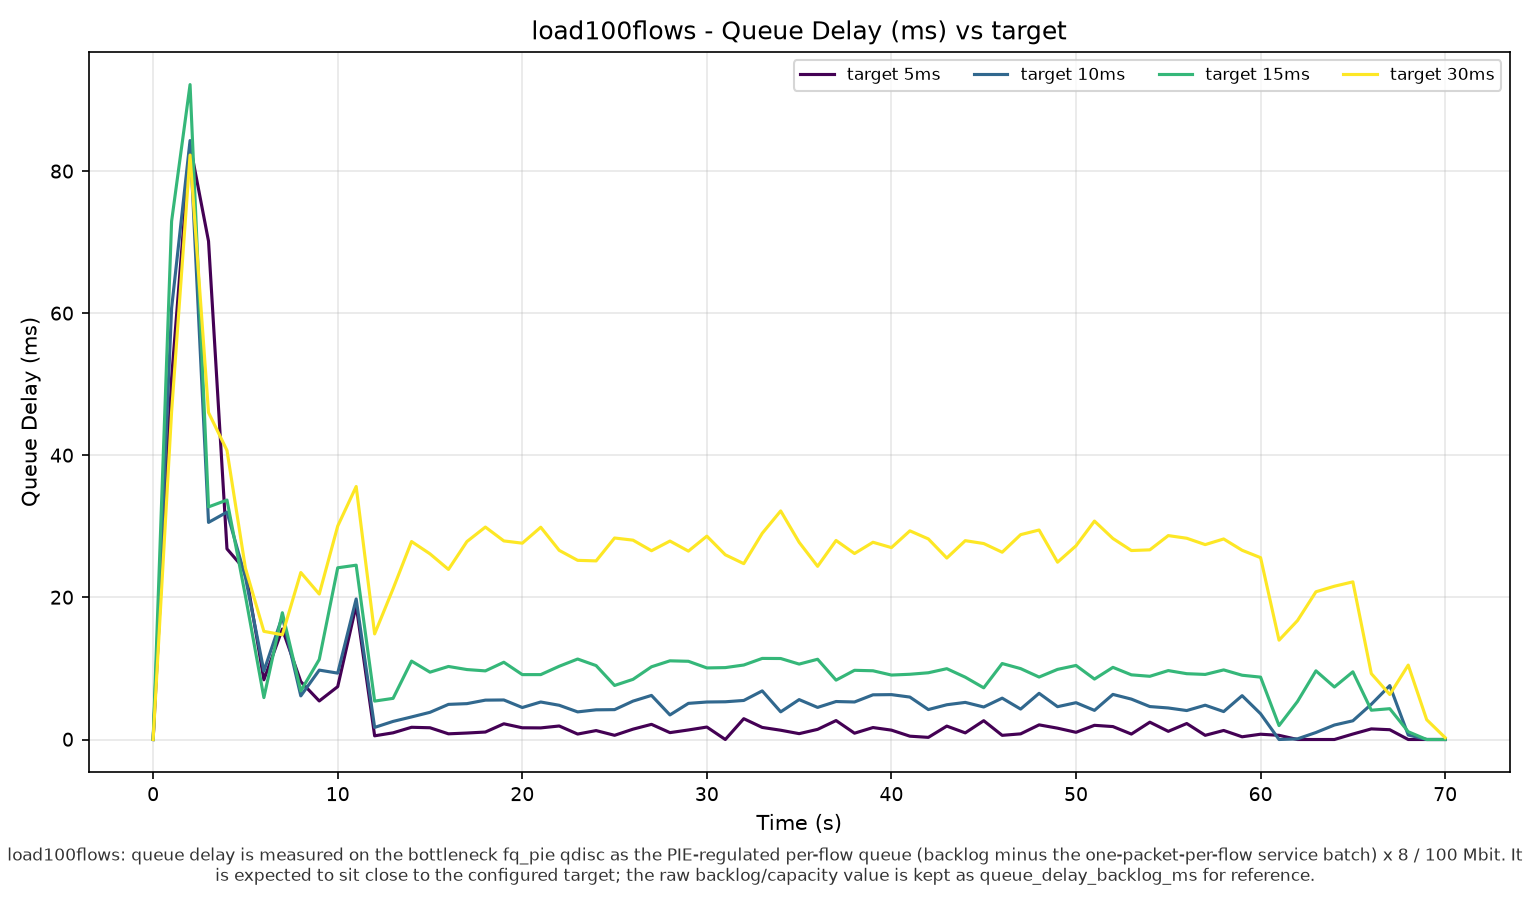 load100flows - Queue Delay (ms) vs target
target 5ms
target 10ms
target 15ms
target 30ms
Queue Delay (ms)
80
60
40
20
0
0
10
20
30
40
50
60
70
Time (s)
load100flows: queue delay is measured on the bottleneck fq_pie qdisc as the PIE-regulated per-flow queue (backlog minus the one-packet-per-flow service batch) x 8 / 100 Mbit. It
is expected to sit close to the configured target; the raw backlog/capacity value is kept as queue_delay_backlog_ms for reference.